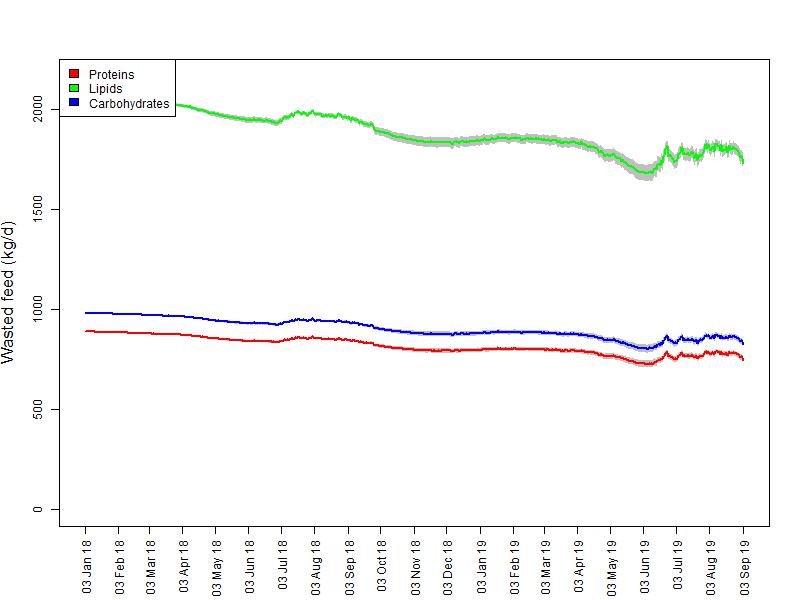 Proteins
Lipids
Carbohydrates
Wasted feed (kg/d)
2000
1500
1000
500
0
03 Jan 18
03 Feb 18
03 Mar 18
03 Apr 18
03 May 18
03 Jun 18
03 Jul 18
03 Aug 18
03 Sep 18
03 Oct 18
03 Nov 18
03 Dec 18
03 Jan 19
03 Feb 19
03 Mar 19
03 Apr 19
03 May 19
03 Jun 19
03 Jul 19
03 Aug 19
03 Sep 19